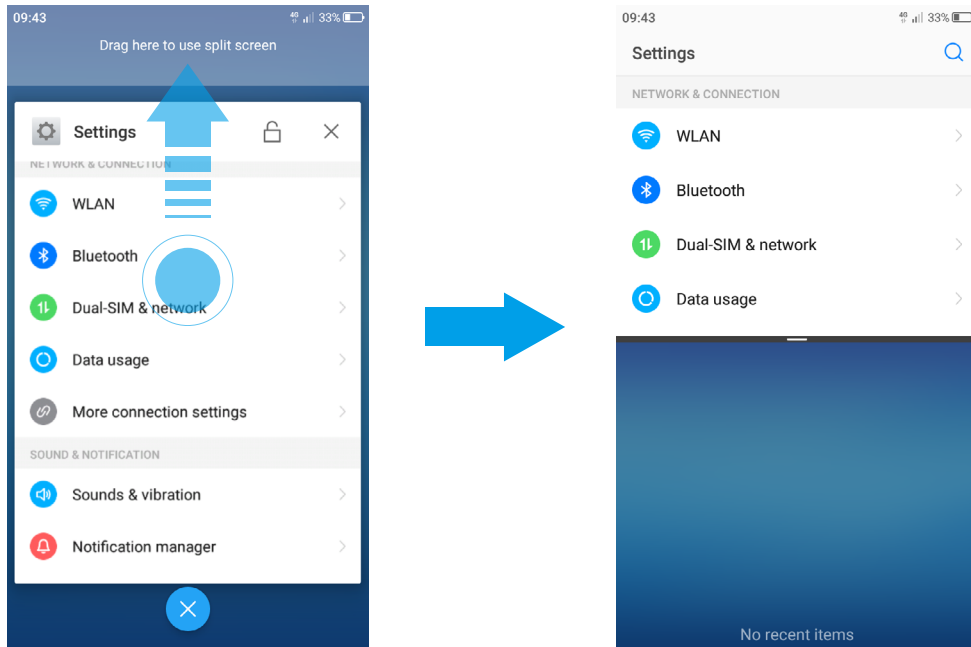 09:43 4G 33%
Drag here to use split screen
Settings
NETWORK & CONNECTION
WLAN
Bluetooth
Dual-SIM & network
Data usage
More connection settings
SOUND & NOTIFICATION
Sounds & vibration
Notification manager
09:43 4G 33%
Settings
NETWORK & CONNECTION
WLAN
Bluetooth
Dual-SIM & network
Data usage
No recent items